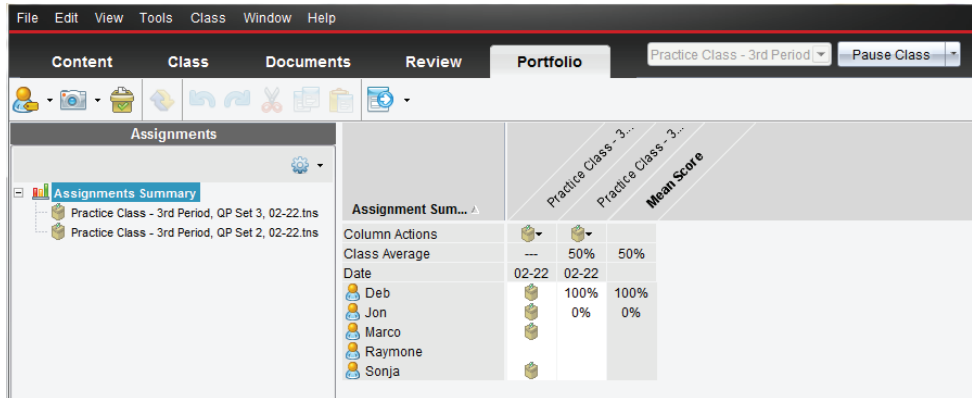 File Edit View Tools Class Window Help
Content Class Documents Review Portfolio Practice Class - 3rd Period Pause Class
Assignments
Assignments Summary
Practice Class - 3rd Period, QP Set 3, 02-22.tns
Practice Class - 3rd Period, QP Set 2, 02-22.tns
Assignment Sum... Practice Class - 3... Practice Class - 3... Mean Score
Column Actions
Class Average --- 50% 50%
Date 02-22 02-22
Deb 100% 100%
Jon 0% 0%
Marco
Raymone
Sonja